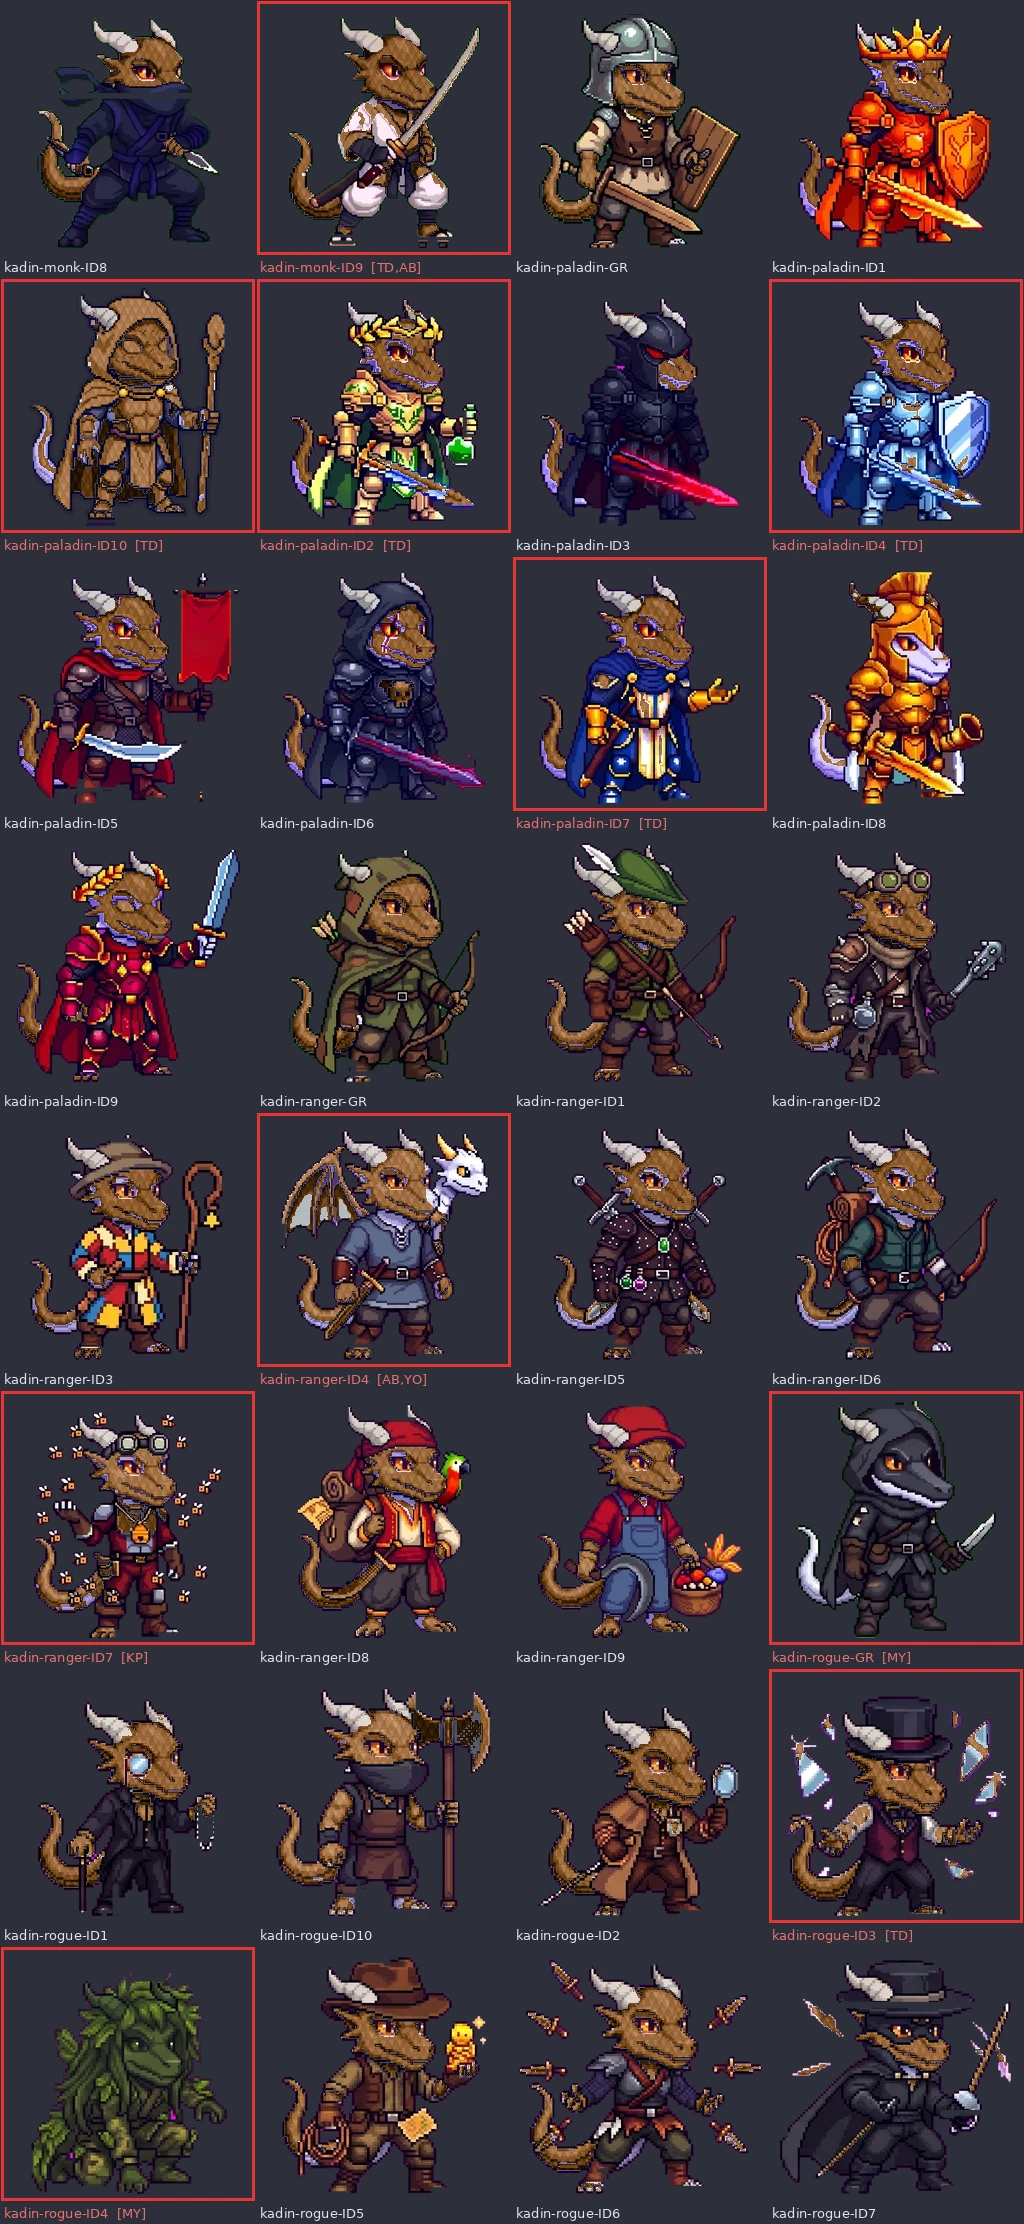 kadin-monk-ID8
kadin-monk-ID9 [TD,AB]
kadin-paladin-GR
kadin-paladin-ID1
kadin-paladin-ID10 [TD]
kadin-paladin-ID2 [TD]
kadin-paladin-ID3
kadin-paladin-ID4 [TD]
kadin-paladin-ID5
kadin-paladin-ID6
kadin-paladin-ID7 [TD]
kadin-paladin-ID8
kadin-paladin-ID9
kadin-ranger-GR
kadin-ranger-ID1
kadin-ranger-ID2
kadin-ranger-ID3
kadin-ranger-ID4 [AB,YO]
kadin-ranger-ID5
kadin-ranger-ID6
kadin-ranger-ID7 [KP]
kadin-ranger-ID8
kadin-ranger-ID9
kadin-rogue-GR [MY]
kadin-rogue-ID1
kadin-rogue-ID10
kadin-rogue-ID2
kadin-rogue-ID3 [TD]
kadin-rogue-ID4 [MY]
kadin-rogue-ID5
kadin-rogue-ID6
kadin-rogue-ID7